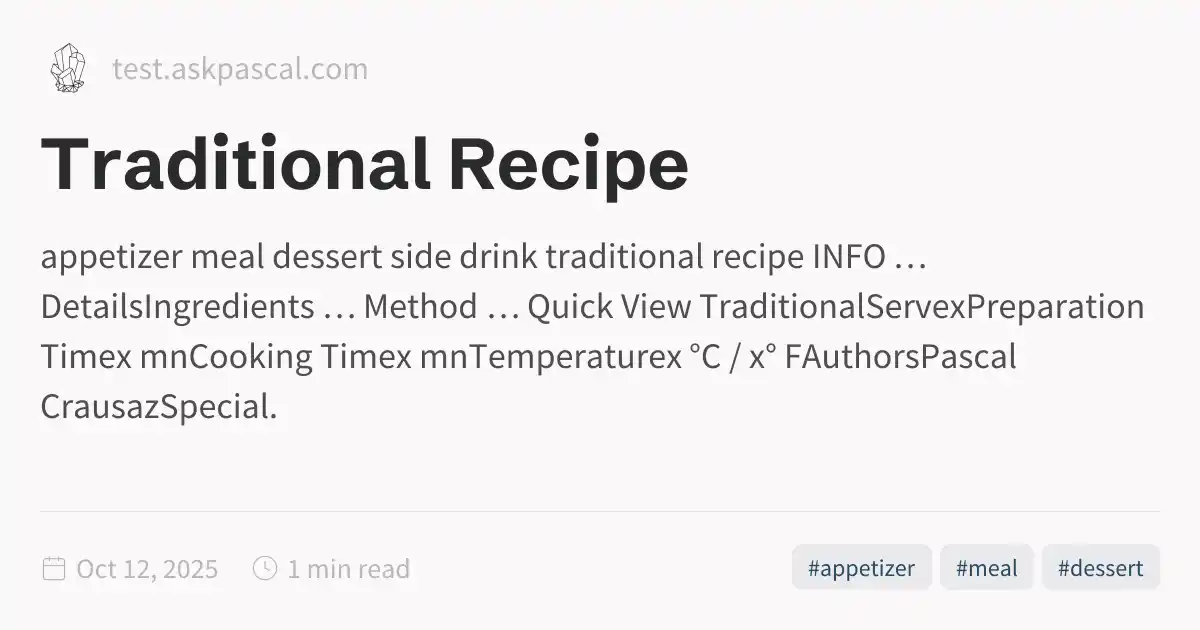 test.askpascal.com
Traditional Recipe
appetizer meal dessert side drink traditional recipe INFO …
DetailsIngredients … Method … Quick View TraditionalServexPreparation
Timex mnCooking Timex mnTemperaturex °C / x° FAuthorsPascal
CrausazSpecial.
Oct 12, 2025 1 min read #appetizer #meal #dessert